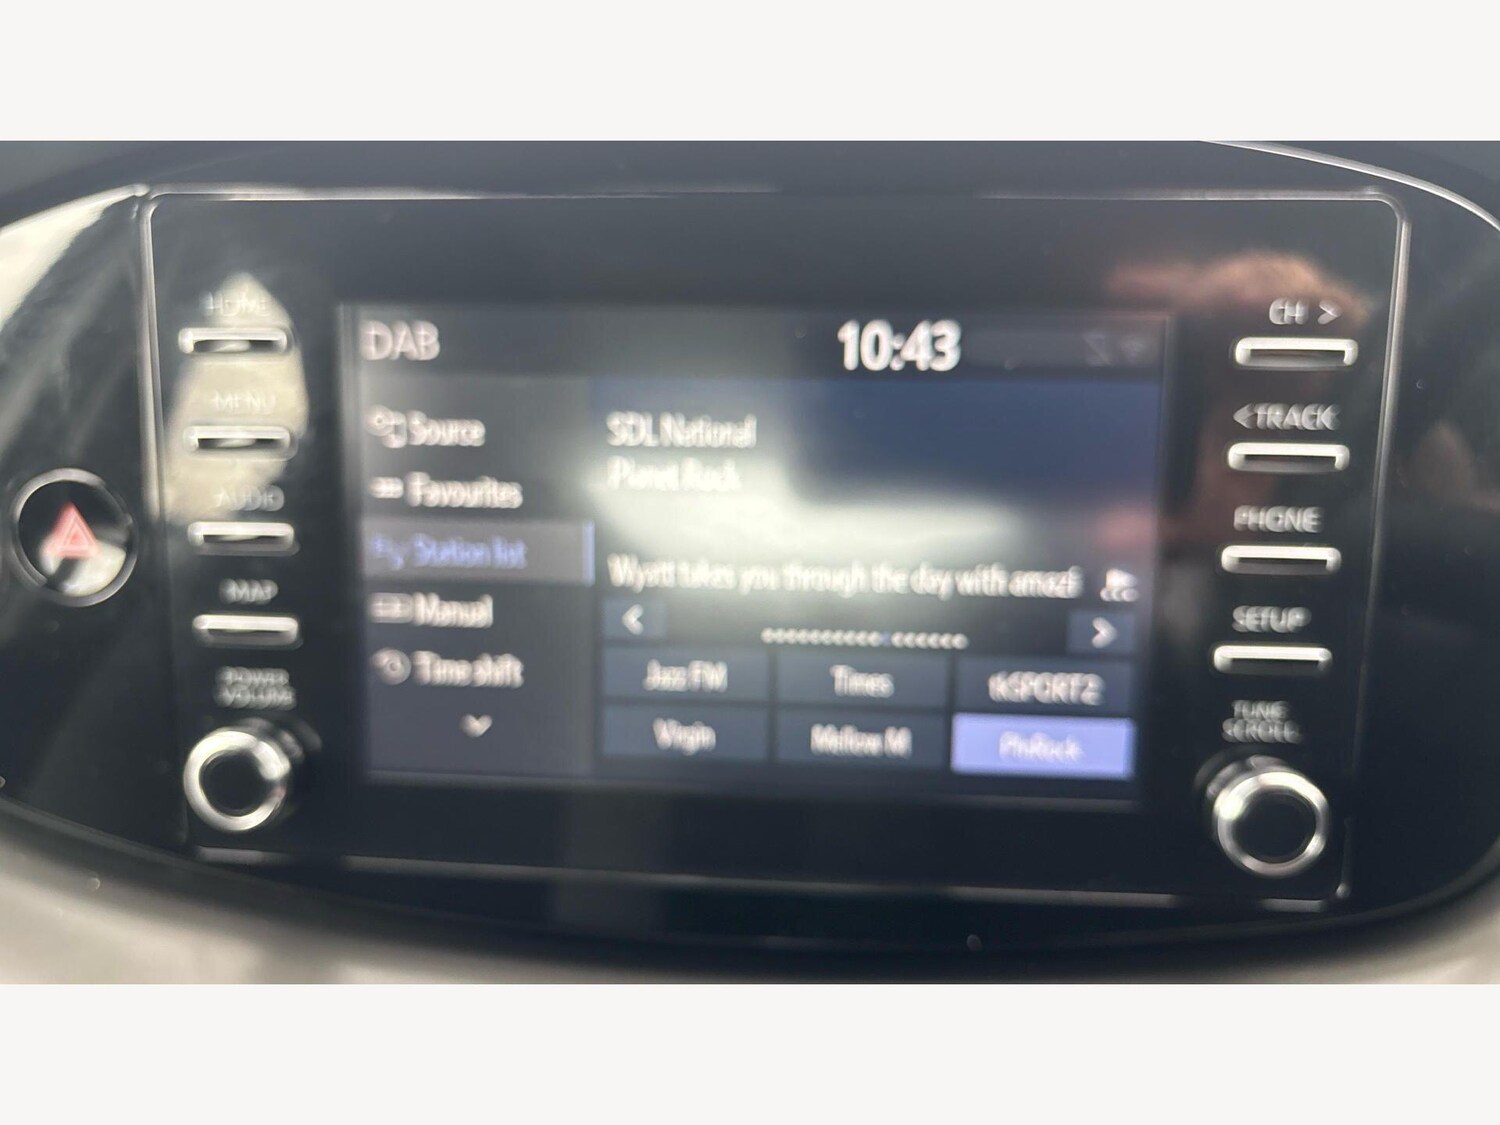 HOME
MENU
AUDIO
MAP
POWER
VOLUME
DAB
10:43
Source
Favourites
Station list
Manual
Time shift
SDL National
Planet Rock
Wyatt takes you through the day with amazi
Jazz FM
Times
tkSPORT2
Virgin
Mellow M
PlnRock
CH >
<TRACK
PHONE
SETUP
TUNE
SCROLL